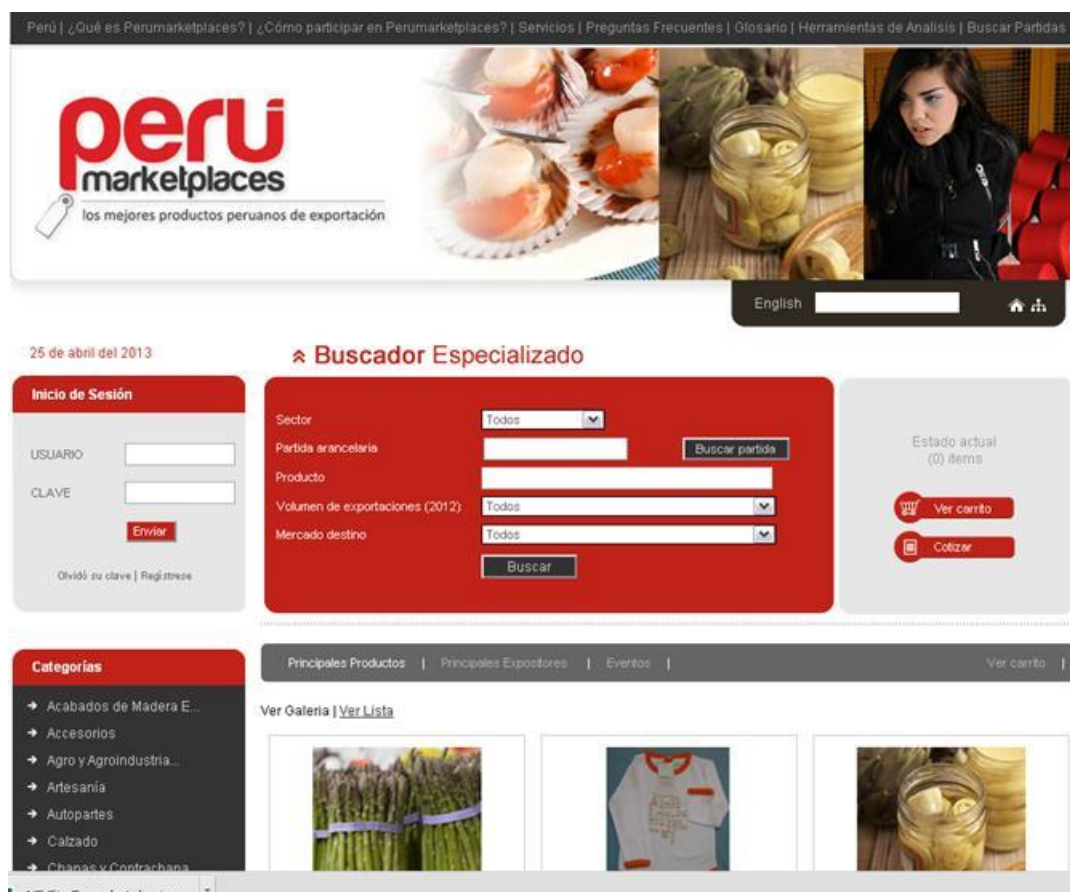 Perú | ¿Qué es Perumarketplaces? | ¿Cómo participar en Perumarketplaces? | Servicios | Preguntas Frecuentes | Glosario | Herramientas de Analisis | Buscar Partidas
perú
marketplaces
los mejores productos peruanos de exportación
English
25 de abril del 2013
Buscador Especializado
Inicio de Sesión
USUARIO
CLAVE
Enviar
Olvidó su clave | Regístrese
Sector
Todos
Partida arancelaria
Buscar partida
Producto
Volumen de exportaciones (2012)
Todos
Mercado destino
Todos
Buscar
Estado actual
(0) items
Ver carrito
Cotizar
Categorías
Acabados de Madera E...
Accesorios
Agro y Agroindustria...
Artesanía
Autopartes
Calzado
Chapas y Contrachapa...
Principales Productos | Principales Expositores | Eventos | Ver carrito |
Ver Galeria | Ver Lista